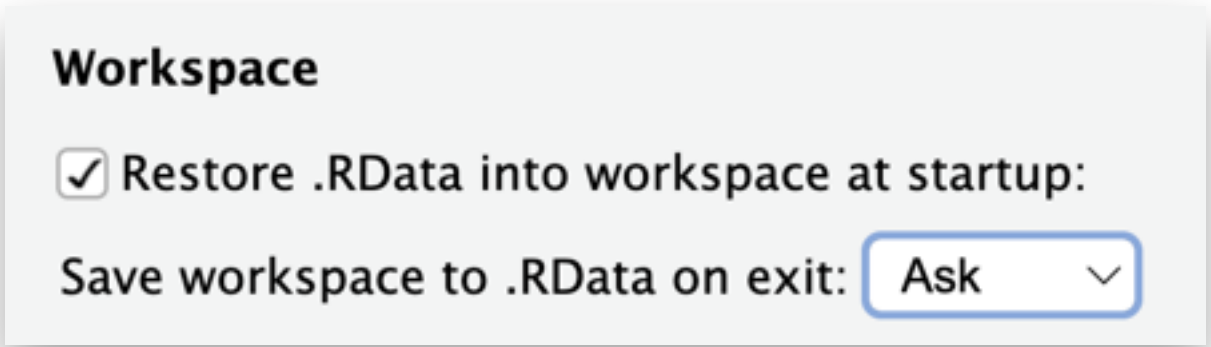 Workspace
Restore .RData into workspace at startup:
Save workspace to .RData on exit: Ask